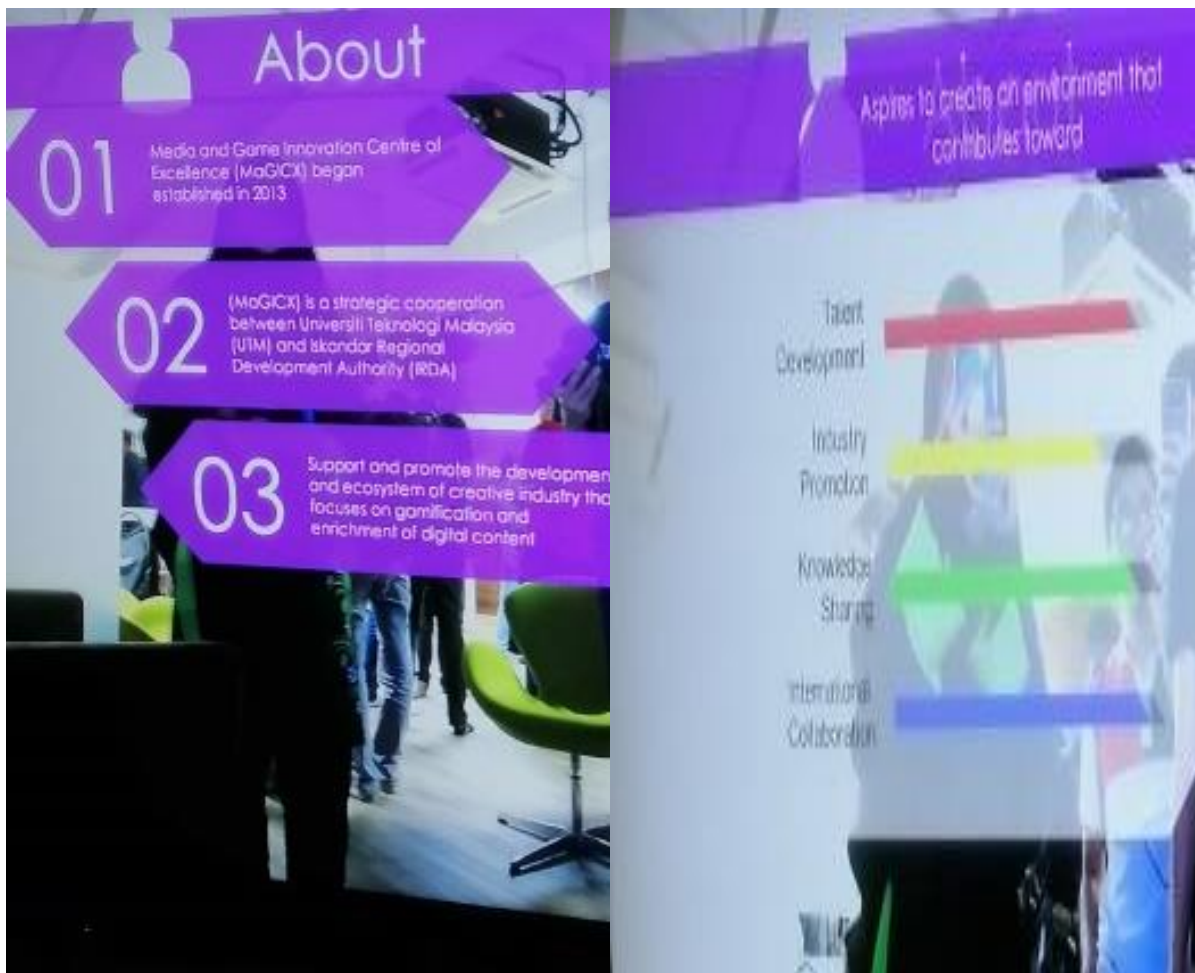 About
01
Media and Game Innovation Centre of
Excellence (MaGICX) began
established in 2013
02
(MaGICX) is a strategic cooperation
between Universiti Teknologi Malaysia
(UTM) and Iskandar Regional
Development Authority (IRDA)
03
Support and promote the developmen
and ecosystem of creative industry tha
focuses on gamification and
enrichment of digital content
Aspires to create an environment that
contributes toward
Talent
Development
Industry
Promotion
Knowledge
Sharing
International
Collaboration